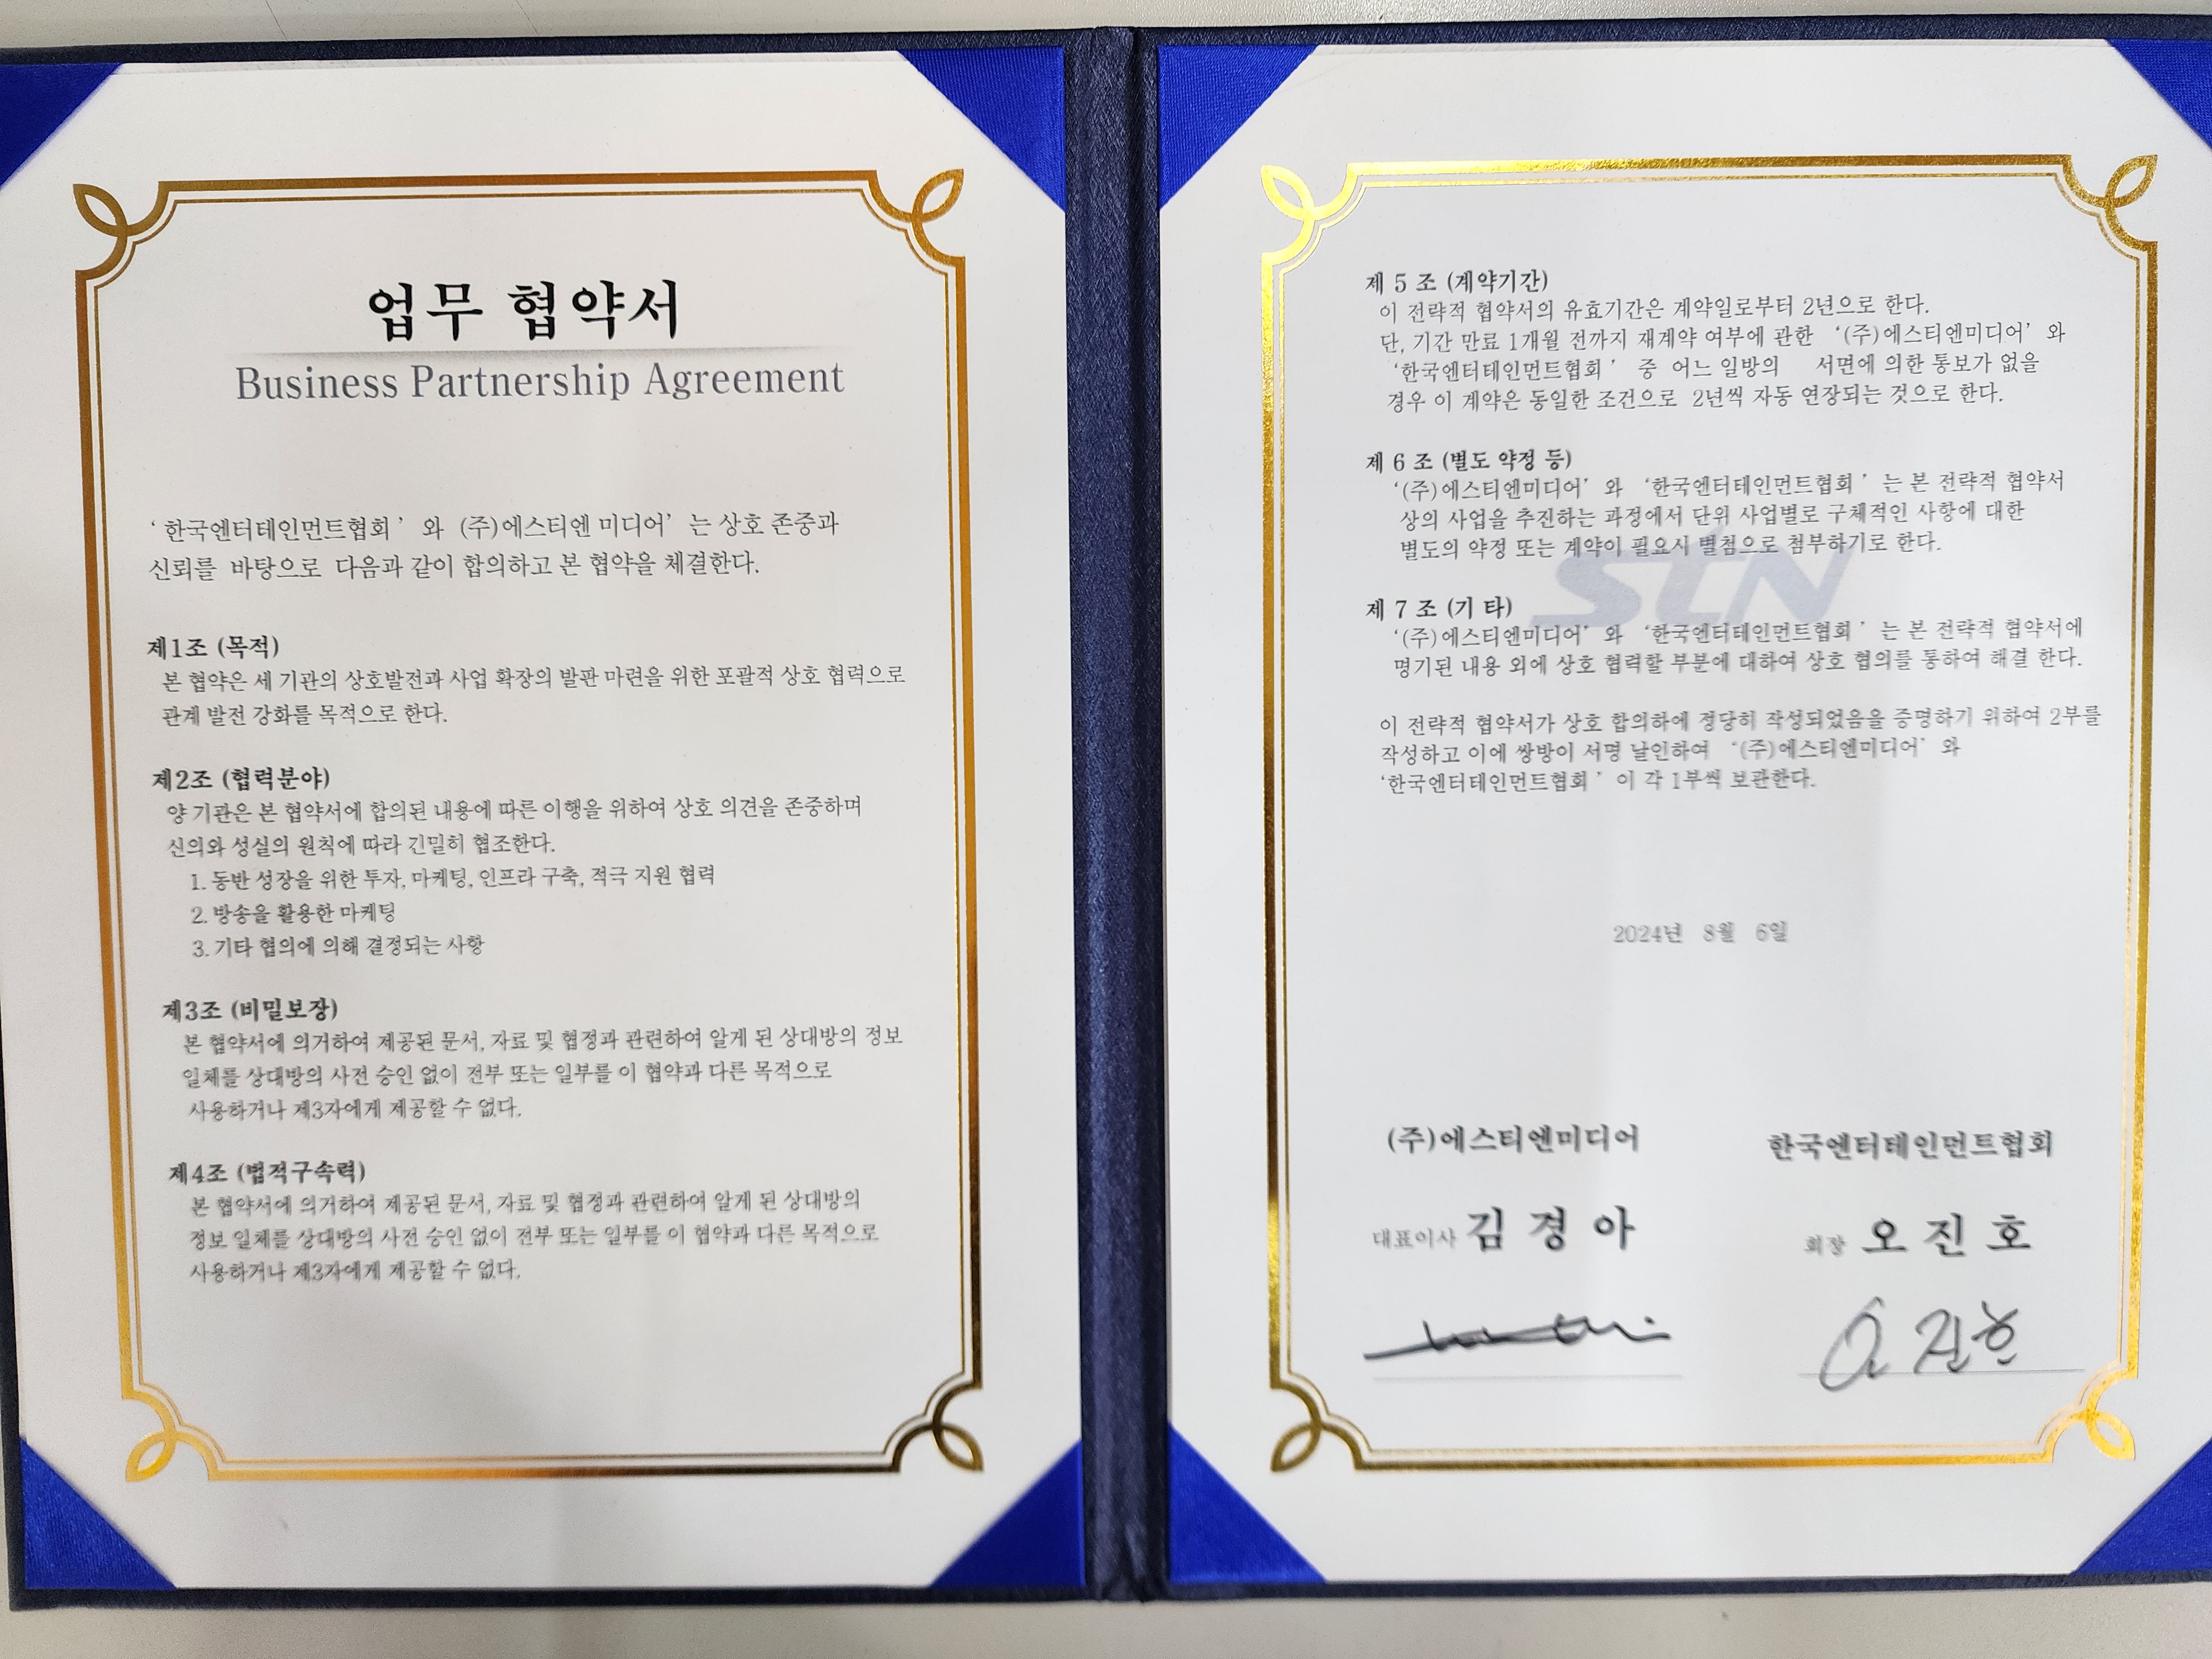 업무 협약서
Business Partnership Agreement
‘ 한국엔터테인먼트협회 ’ 와 (주)에스티엔 미디어’ 는 상호 존중과
신뢰를 바탕으로 다음과 같이 합의하고 본 협약을 체결한다.
제1조 (목적)
본 협약은 세 기관의 상호발전과 사업 확장의 발판 마련을 위한 포괄적 상호 협력으로
관계 발전 강화를 목적으로 한다.
제2조 (협력분야)
양 기관은 본 협약서에 합의된 내용에 따른 이행을 위하여 상호 의견을 존중하며
신의와 성실의 원칙에 따라 긴밀히 협조한다.
1. 동반 성장을 위한 투자, 마케팅, 인프라 구축, 적극 지원 협력
2. 방송을 활용한 마케팅
3. 기타 협의에 의해 결정되는 사항
제3조 (비밀보장)
본 협약서에 의거하여 제공된 문서, 자료 및 협정과 관련하여 알게 된 상대방의 정보
일체를 상대방의 사전 승인 없이 전부 또는 일부를 이 협약과 다른 목적으로
사용하거나 제3자에게 제공할 수 없다.
제4조 (법적구속력)
본 협약서에 의거하여 제공된 문서, 자료 및 협정과 관련하여 알게 된 상대방의
정보 일체를 상대방의 사전 승인 없이 전부 또는 일부를 이 협약과 다른 목적으로
사용하거나 제3자에게 제공할 수 없다.
제 5 조 (계약기간)
이 전략적 협약서의 유효기간은 계약일로부터 2년으로 한다.
단, 기간 만료 1개월 전까지 재계약 여부에 관한 ‘(주)에스티엔미디어’ 와
‘한국엔터테인먼트협회 ’ 중 어느 일방의 서면에 의한 통보가 없을
경우 이 계약은 동일한 조건으로 2년씩 자동 연장되는 것으로 한다.
제 6 조 (별도 약정 등)
‘(주)에스티엔미디어’ 와 ‘한국엔터테인먼트협회 ’ 는 본 전략적 협약서
상의 사업을 추진하는 과정에서 단위 사업별로 구체적인 사항에 대한
별도의 약정 또는 계약이 필요시 별첨으로 첨부하기로 한다.
STN
제 7 조 (기 타)
‘(주)에스티엔미디어’ 와 ‘한국엔터테인먼트협회 ’ 는 본 전략적 협약서에
명기된 내용 외에 상호 협력할 부분에 대하여 상호 협의를 통하여 해결 한다.
이 전략적 협약서가 상호 합의하에 정당히 작성되었음을 증명하기 위하여 2부를
작성하고 이에 쌍방이 서명 날인하여 ‘(주)에스티엔미디어’ 와
‘한국엔터테인먼트협회 ’ 이 각 1부씩 보관한다.
2024년 8월 6일
(주)에스티엔미디어 한국엔터테인먼트협회
대표이사 김 경 아 회장 오 진 호
오 진호